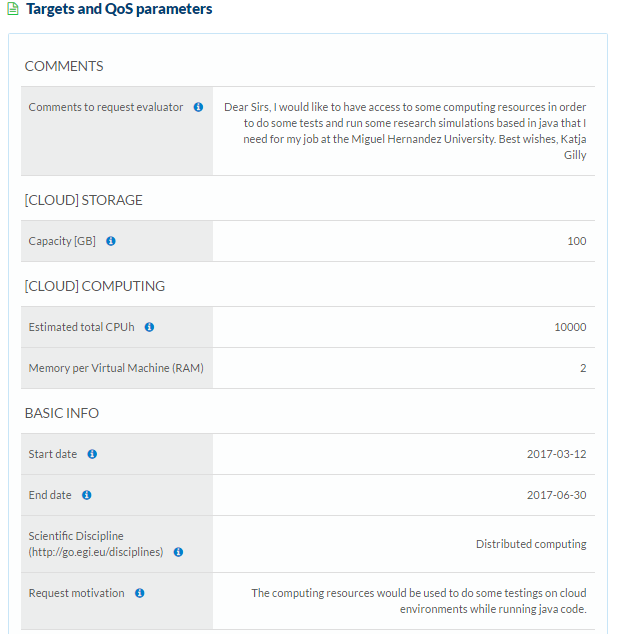 Targets and QoS parameters
COMMENTS
Comments to request evaluator
Dear Sirs, I would like to have access to some computing resources in order
to do some tests and run some research simulations based in java that I
need for my job at the Miguel Hernandez University. Best wishes, Katja
Gilly
[CLOUD] STORAGE
Capacity [GB]
100
[CLOUD] COMPUTING
Estimated total CPUh
10000
Memory per Virtual Machine (RAM)
2
BASIC INFO
Start date
2017-03-12
End date
2017-06-30
Scientific Discipline
(http://go.egi.eu/disciplines)
Distributed computing
Request motivation
The computing resources would be used to do some testings on cloud
environments while running java code.